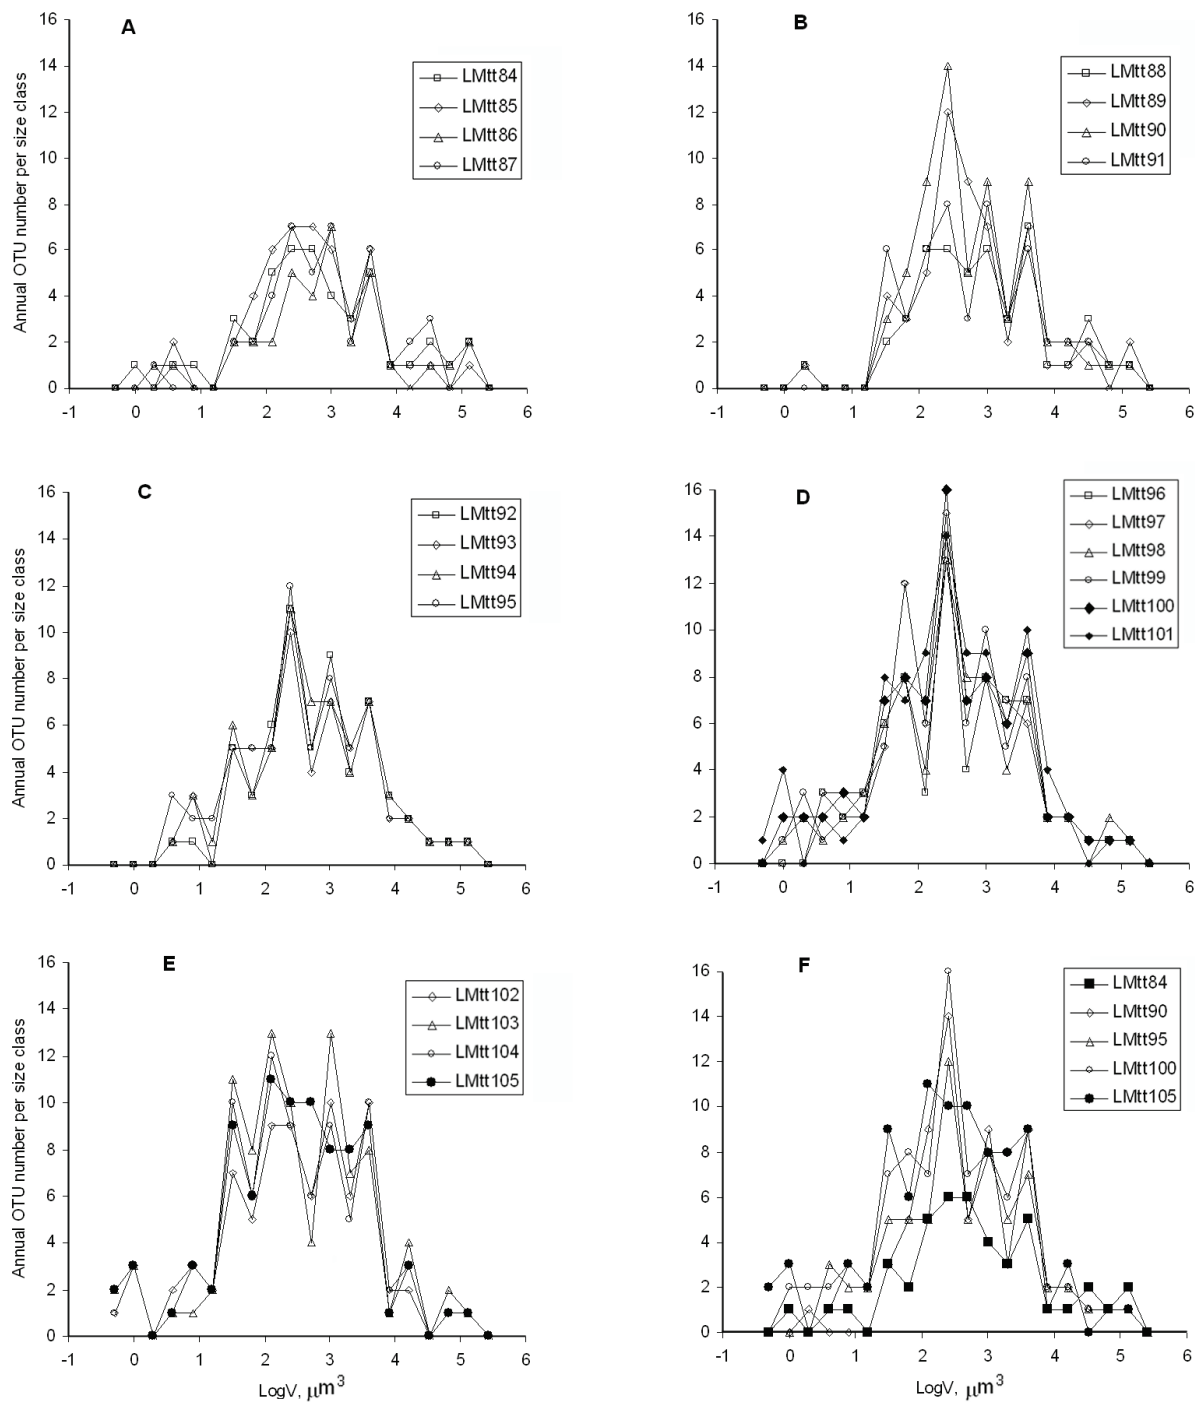 A
16
14
12
10
8
6
4
2
0
-1 0 1 2 3 4 5 6
Annual OTU number per size class
LMtt84
LMtt85
LMtt86
LMtt87
B
16
14
12
10
8
6
4
2
0
-1 0 1 2 3 4 5 6
LMtt88
LMtt89
LMtt90
LMtt91
C
16
14
12
10
8
6
4
2
0
-1 0 1 2 3 4 5 6
Annual OTU number per size class
LMtt92
LMtt93
LMtt94
LMtt95
D
16
14
12
10
8
6
4
2
0
-1 0 1 2 3 4 5 6
LMtt96
LMtt97
LMtt98
LMtt99
LMtt100
LMtt101
E
16
14
12
10
8
6
4
2
0
-1 0 1 2 3 4 5 6
Annual OTU number per size class
LogV, μm³
LMtt102
LMtt103
LMtt104
LMtt105
F
16
14
12
10
8
6
4
2
0
-1 0 1 2 3 4 5 6
LogV, μm³
LMtt84
LMtt90
LMtt95
LMtt100
LMtt105